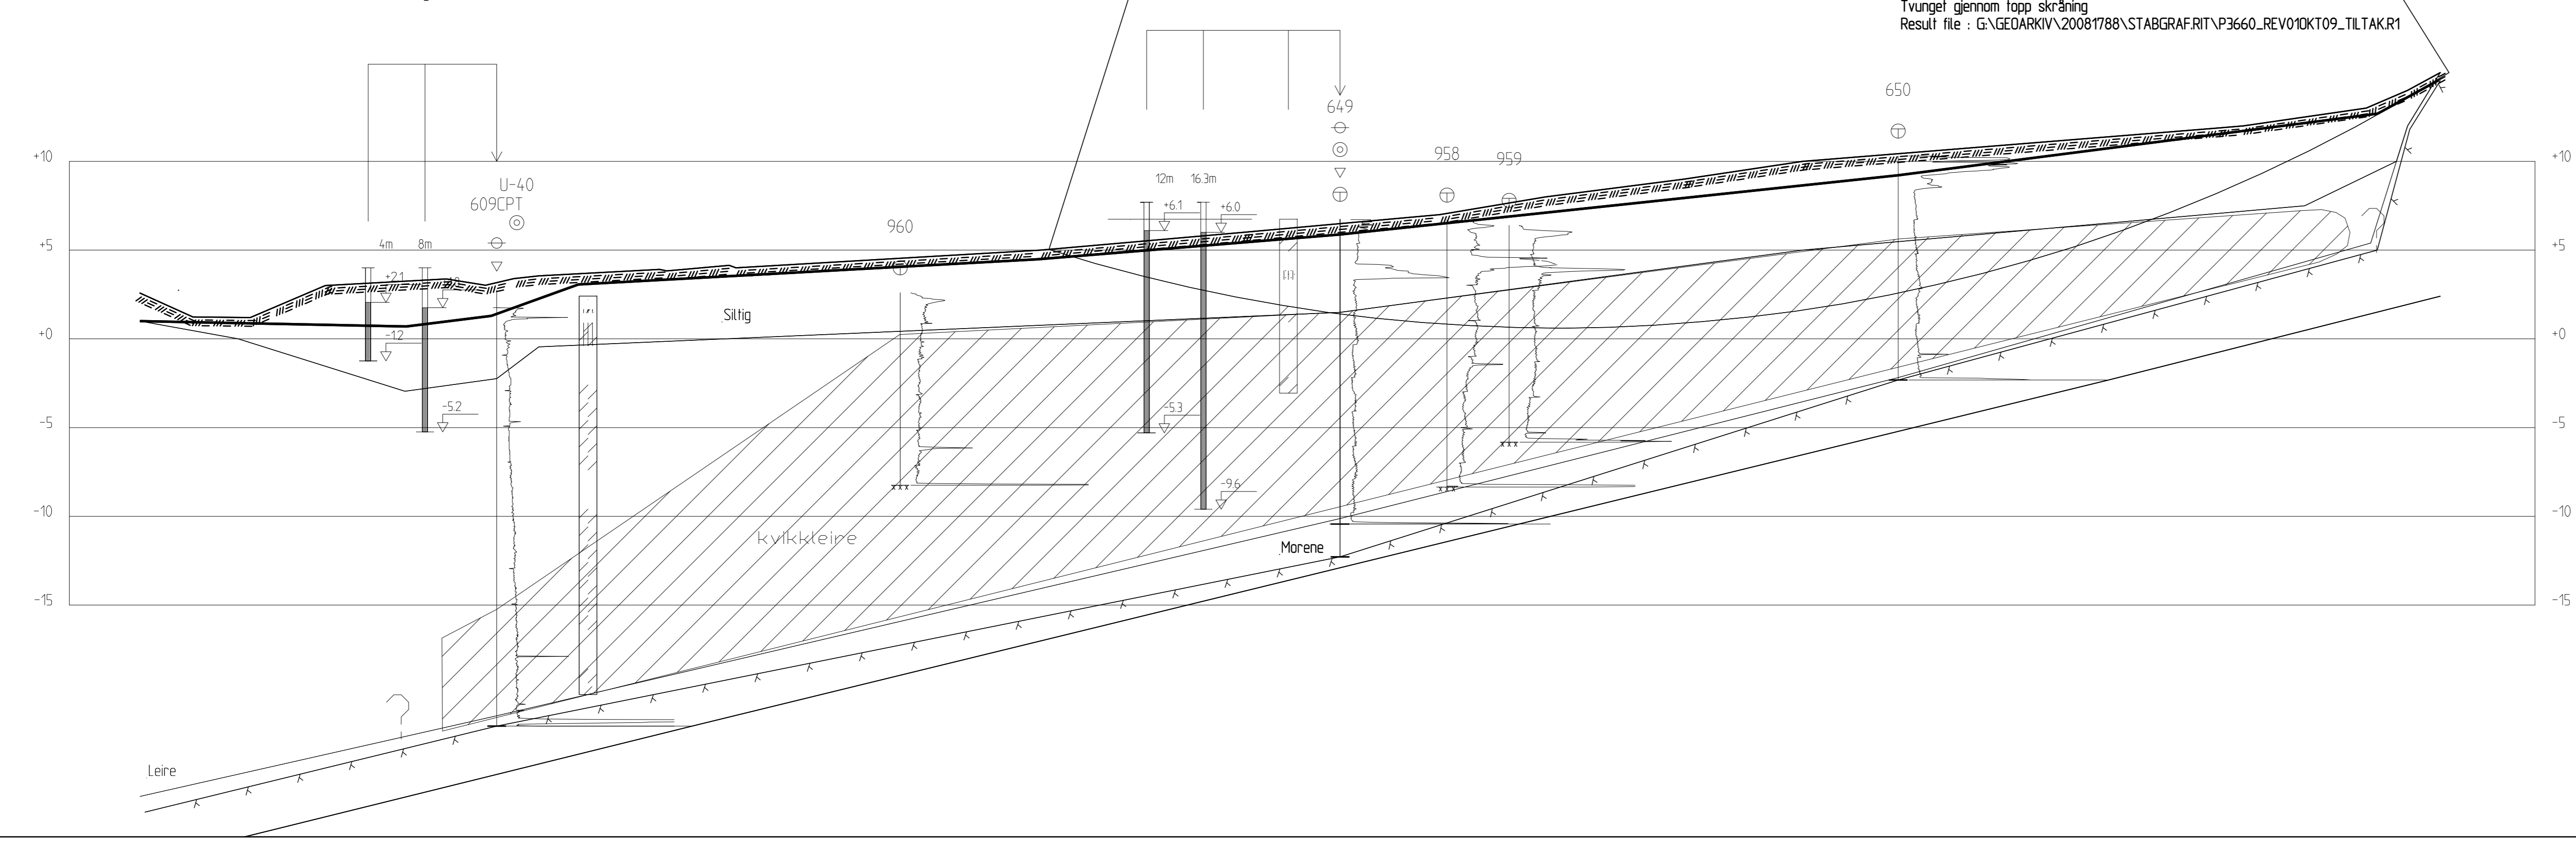 Tvunget gjennom topp skråning
Result file : G:\GEOARKIV\20081788\STABGRAF.RIT\P3660_REV01OKT09_TILTAK.R1
650
649
+10
+10
958
959
12m
16.3m
U-40
609CPT
+6.1
+6.0
960
+5
4m
8m
+5
+2.1
Siltig
+0
-1.2
+0
-5.2
-5.3
-5
-5
-9.6
-10
-10
kvikkleire
Morene
-15
-15
?
?
Leire